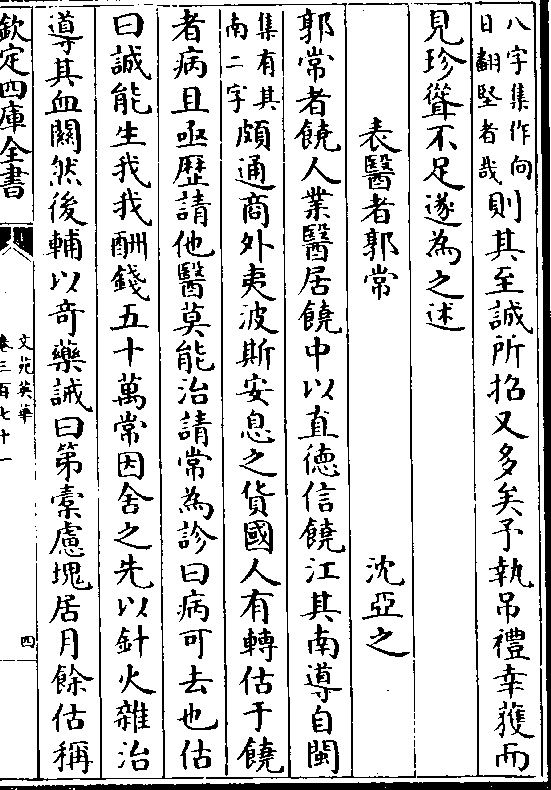 八字集作向
日翻堅者哉則其至誠所招又多矣予執吊禮幸獲而
見珍聳不足遂為之述
表醫者郭常
沈亞之
郭常者饒人業醫居饒中以直德信饒江其南導自閩
集有其
南二字頗通商外夷波斯安息之貨國人有轉估于饒
者病且亟歷請他醫莫能治請常為診曰病可去也估
曰誠能生我我酬錢五十萬常因舍之先以針火雜治
導其血關然後輔以奇藥誡曰第橐慮塊居月餘估稱
欽定四庫全書
文苑英華
卷三百七十一
四